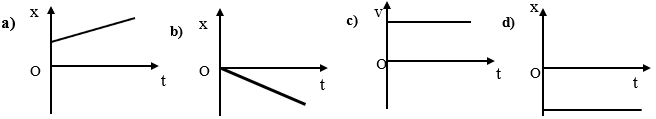 a) x O t
b) x O t
c) v O t
d) x O t